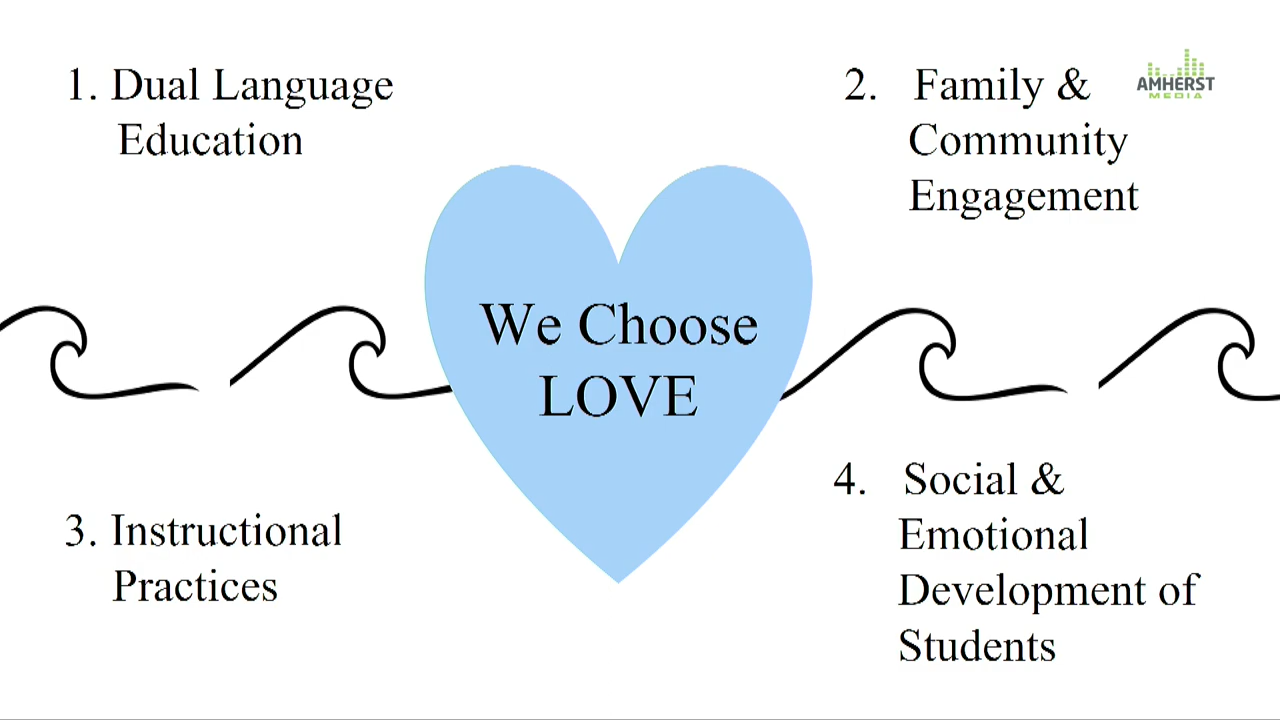 1. Dual Language
Education
2. Family &
Community
Engagement
AMHERST
MEDIA
We Choose
LOVE
3. Instructional
Practices
4. Social &
Emotional
Development of
Students